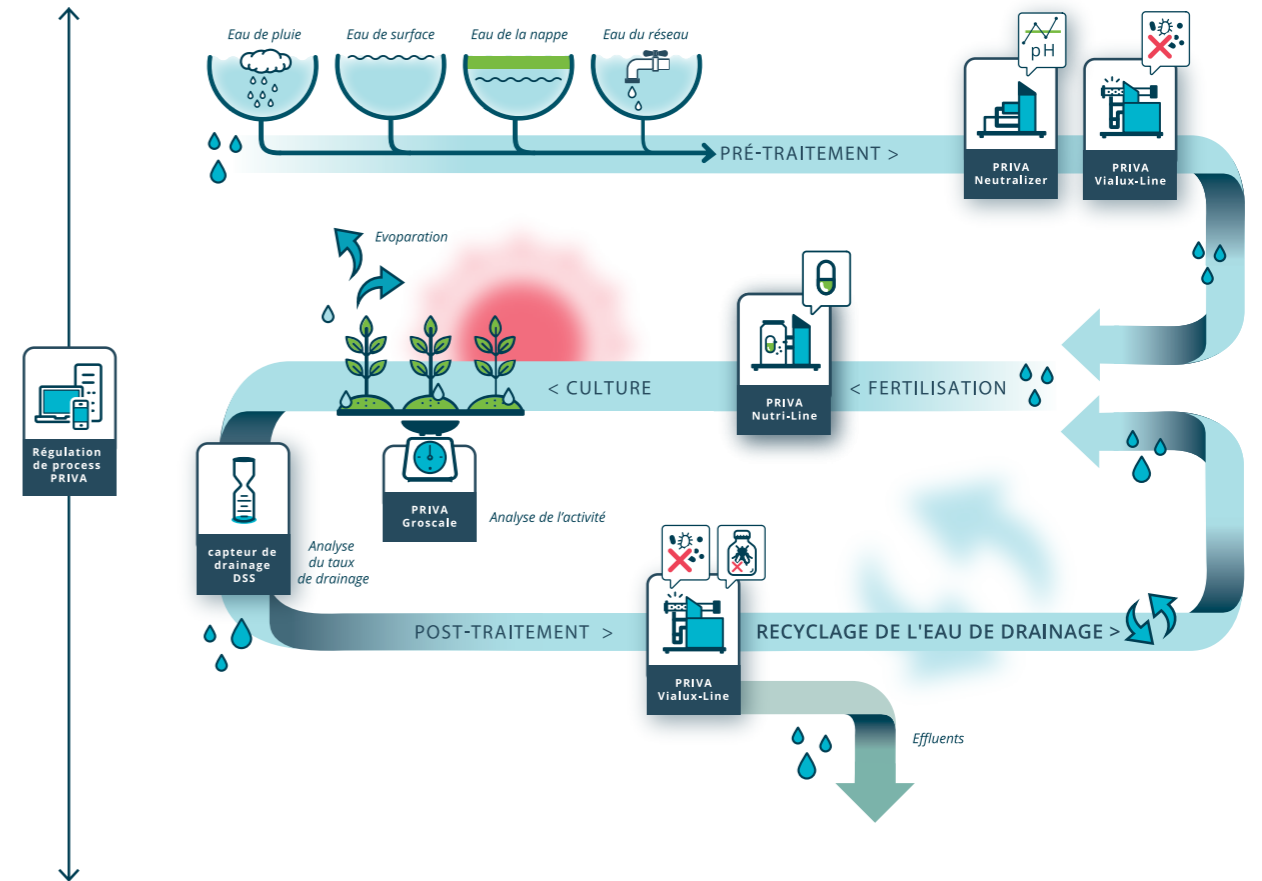 Eau de pluie
Eau de surface
Eau de la nappe
Eau du réseau
pH
PRÉ-TRAITEMENT >
PRIVA
Neutralizer
PRIVA
Vialux-Line
Evoparation
PRIVA
Nutri-Line
< CULTURE
< FERTILISATION
Régulation
de process
PRIVA
PRIVA
Groscale
Analyse de l'activité
capteur de
drainage
DSS
Analyse
du taux
de drainage
POST-TRAITEMENT >
PRIVA
Vialux-Line
RECYCLAGE DE L'EAU DE DRAINAGE >
Effluents